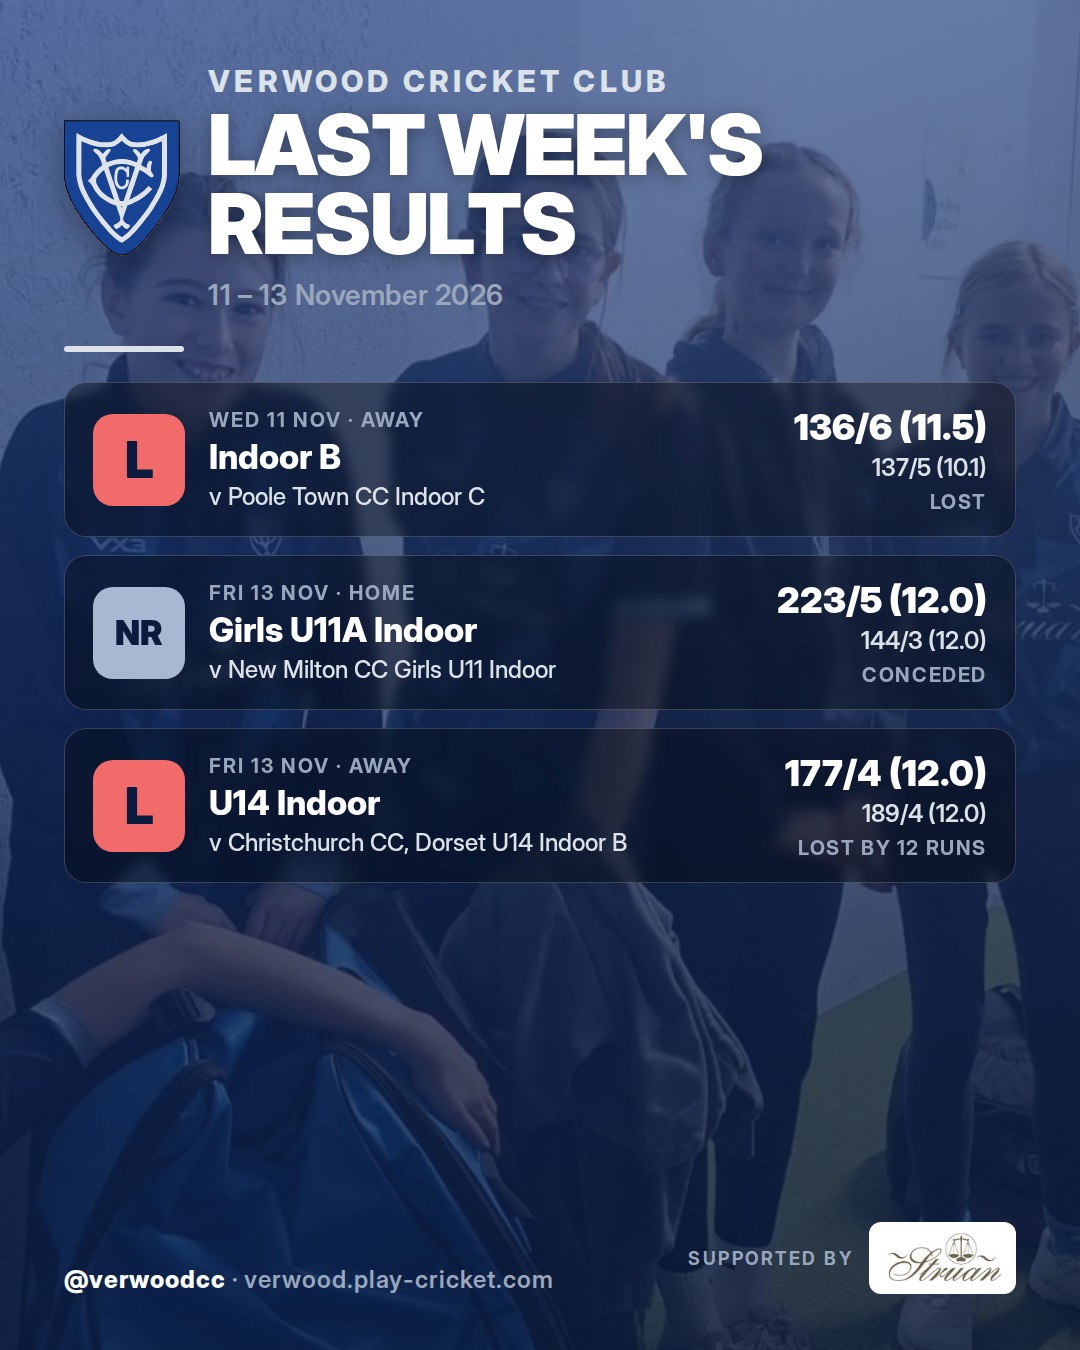 VERWOOD CRICKET CLUB
LAST WEEK'S
RESULTS
11 – 13 November 2026
L
WED 11 NOV · AWAY
Indoor B
v Poole Town CC Indoor C
136/6 (11.5)
137/5 (10.1)
LOST
NR
FRI 13 NOV · HOME
Girls U11A Indoor
v New Milton CC Girls U11 Indoor
223/5 (12.0)
144/3 (12.0)
CONCEDED
L
FRI 13 NOV · AWAY
U14 Indoor
v Christchurch CC, Dorset U14 Indoor B
177/4 (12.0)
189/4 (12.0)
LOST BY 12 RUNS
VX3
@verwoodcc · verwood.play-cricket.com
SUPPORTED BY
Struan